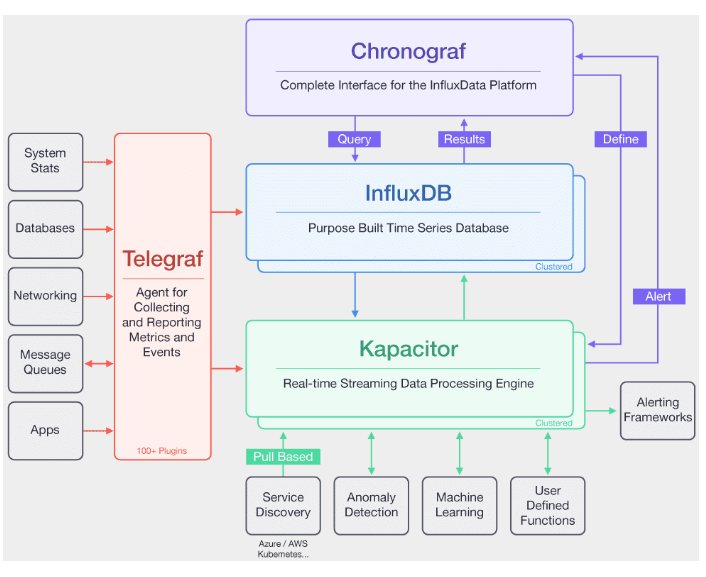 Chronograf
Complete Interface for the InfluxData Platform
Query
Results
Define
System
Stats
Databases
Networking
Message
Queues
Apps
Telegraf
Agent for
Collecting
and Reporting
Metrics and
Events
100+ Plugins
InfluxDB
Purpose Built Time Series Database
Clustered
Alert
Kapacitor
Real-time Streaming Data Processing Engine
Clustered
Alerting
Frameworks
Pull Based
Service
Discovery
Azure / AWS
Kubernetes...
Anomaly
Detection
Machine
Learning
User
Defined
Functions